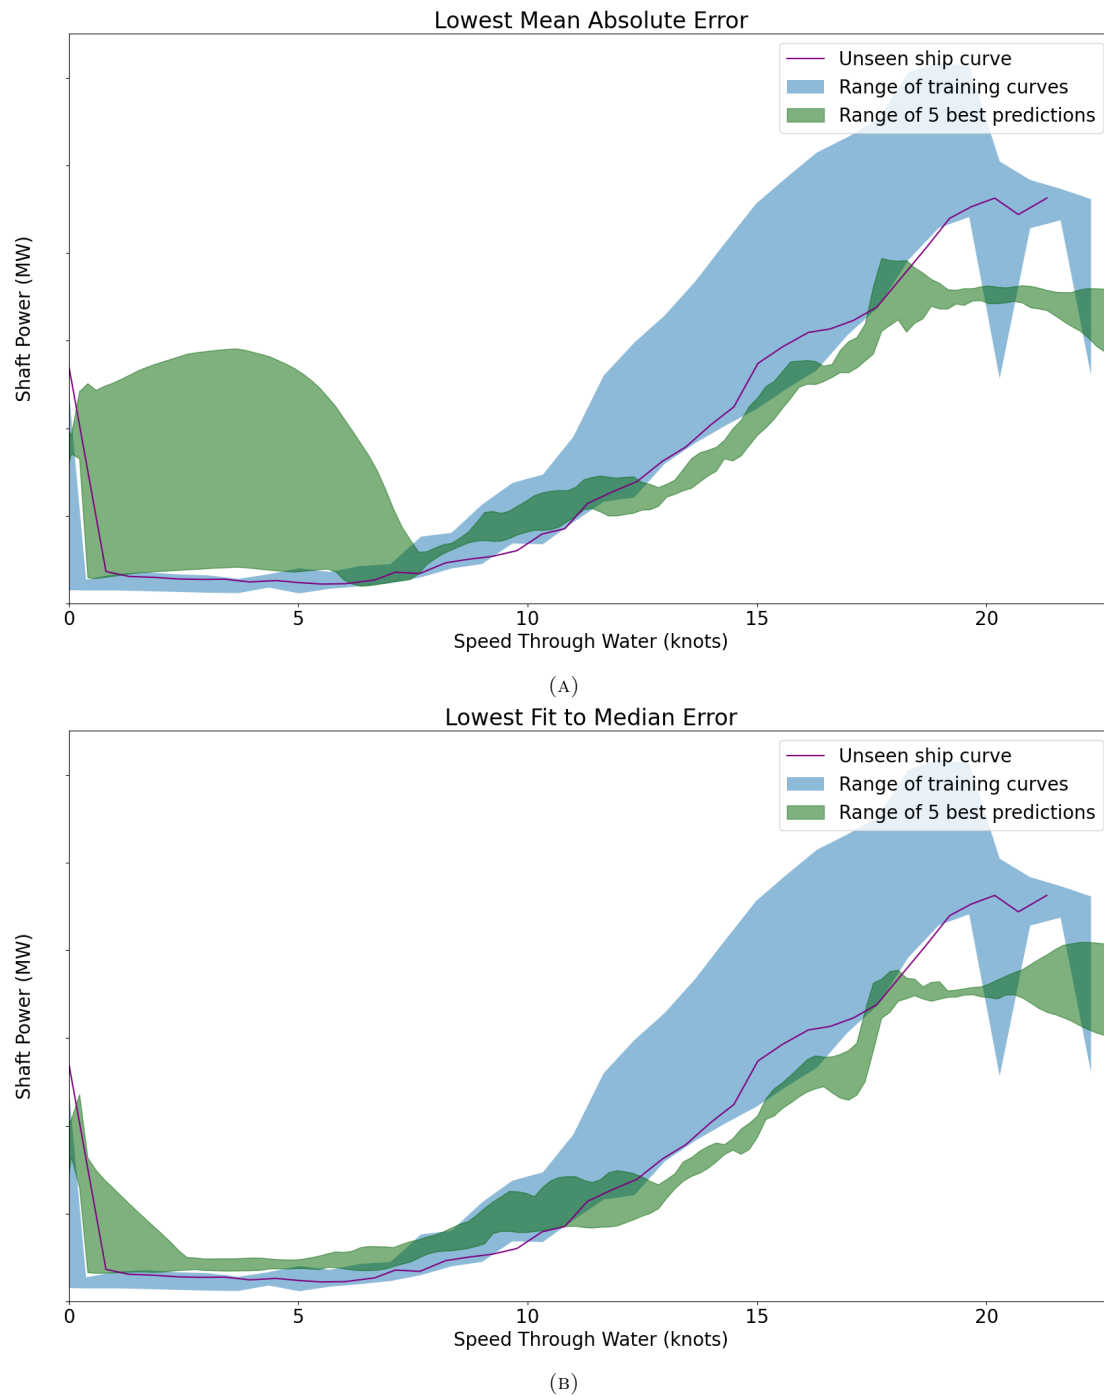 Lowest Mean Absolute Error
Unseen ship curve
Range of training curves
Range of 5 best predictions
Shaft Power (MW)
0 5 10 15 20
Speed Through Water (knots)
(A)
Lowest Fit to Median Error
Unseen ship curve
Range of training curves
Range of 5 best predictions
Shaft Power (MW)
0 5 10 15 20
Speed Through Water (knots)
(B)